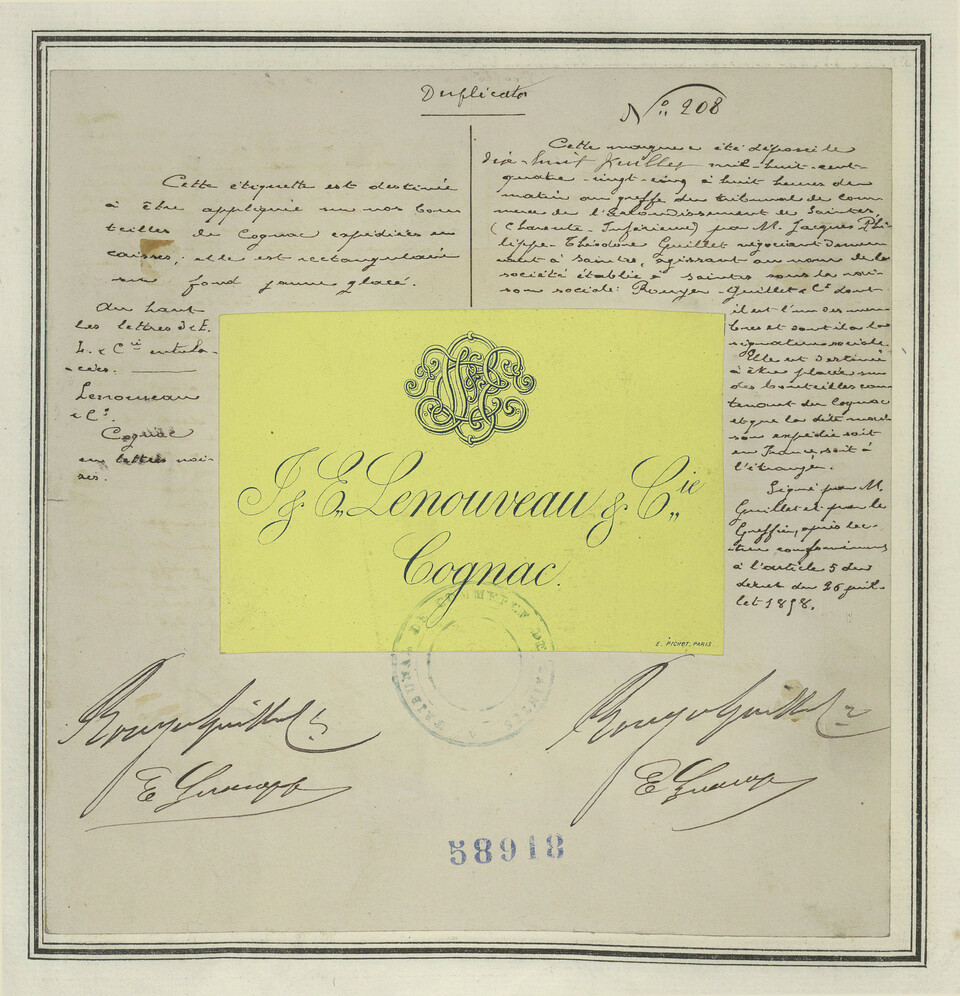 Duplicata
No 208
Cette étiquette est destinée
à être appliquée sur nos bou
teilles de Cognac expédiées en
caisses; elle est rectangulaire
sur fond jaune glacé.
Au haut
les lettres J & E.
L. & Cie entrela-
-cées.
Lenouveau
& Cie.
Cognac
en lettres noi-
res.
Cette marque a été déposée le
dix-huit Juillet mil-huit-cent-
quatre-vingt-cinq à huit heures du
matin au greffe du tribunal de com
merce de l'arrondissement de Saintes,
(Charente-Inférieure) par M. Jacques Phi
lippe-Théodore Guillet négociant demeu
rant à Saintes, agissant au nom de la
société établie à Saintes sous la rai-
son sociale: Rouyer-Guillet & Cie dont
il est l'un des mem-
bres et dont il a la
signature sociale.
Elle est destinée
à être placée sur
des bouteilles con
tenant du Cognac
et que la dite mai-
son expédie soit
en France soit à
l'étranger.
Signé par M.
Guillet et par le
Greffier, après lec-
ture conformément
à l'article 5 du
décret du 26 juil-
let 1858.
J. & E. Lenouveau & Cie
Cognac.
E. PICHOT. PARIS.
TRIBUNAL DE COMMERCE DE SAINTES
Rouyer Guillet &
Rouyer Guillet &
58918